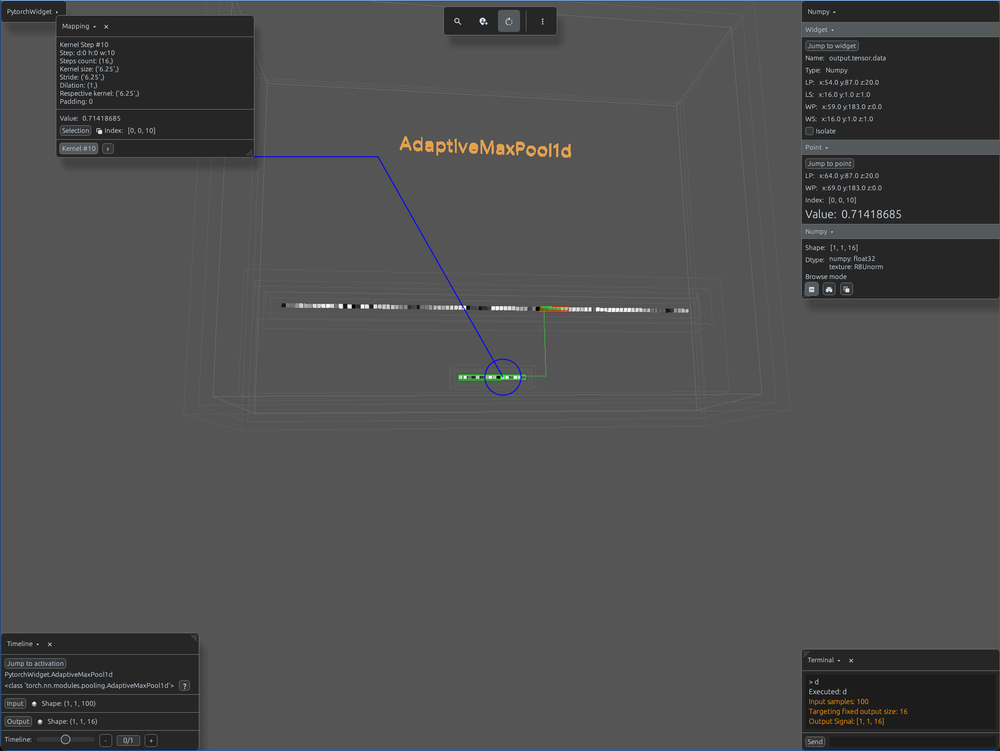 PytorchWidget
Mapping
Kernel Step #10
Step: d:0 h:0 w:10
Steps count: (16,)
Kernel size: ('6.25',)
Stride: ('6.25',)
Dilation: (1,)
Respective kernel: ('6.25',)
Padding: 0
Value: 0.71418685
Selection Index: [0, 0, 10]
Kernel #10
AdaptiveMaxPool1d
Numpy
Widget
Jump to widget
Name: output.tensor.data
Type: Numpy
LP: x:54.0 y:87.0 z:20.0
LS: x:16.0 y:1.0 z:1.0
WP: x:59.0 y:183.0 z:0.0
WS: x:16.0 y:1.0 z:1.0
Isolate
Point
Jump to point
LP: x:64.0 y:87.0 z:20.0
WP: x:69.0 y:183.0 z:0.0
Index: [0, 0, 10]
Value: 0.71418685
Numpy
Shape: [1, 1, 16]
Dtype: numpy: float32
texture: R8Unorm
Browse mode
Timeline
Jump to activation
PytorchWidget.AdaptiveMaxPool1d
<class 'torch.nn.modules.pooling.AdaptiveMaxPool1d'> ?
Input Shape: (1, 1, 100)
Output Shape: (1, 1, 16)
Timeline: - 0/1 +
Terminal
> d
Executed: d
Input samples: 100
Targeting fixed output size: 16
Output Signal: [1, 1, 16]
Send